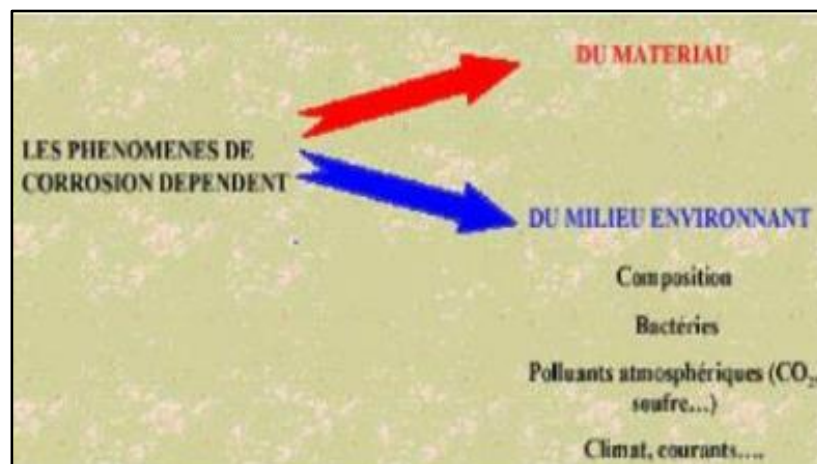 DU MATERIAU
LES PHENOMENES DE
CORROSION DEPENDENT
DU MILIEU ENVIRONNANT
Composition
Bactéries
Polluants atmosphériques (CO₂,
soufre...)
Climat, courants....